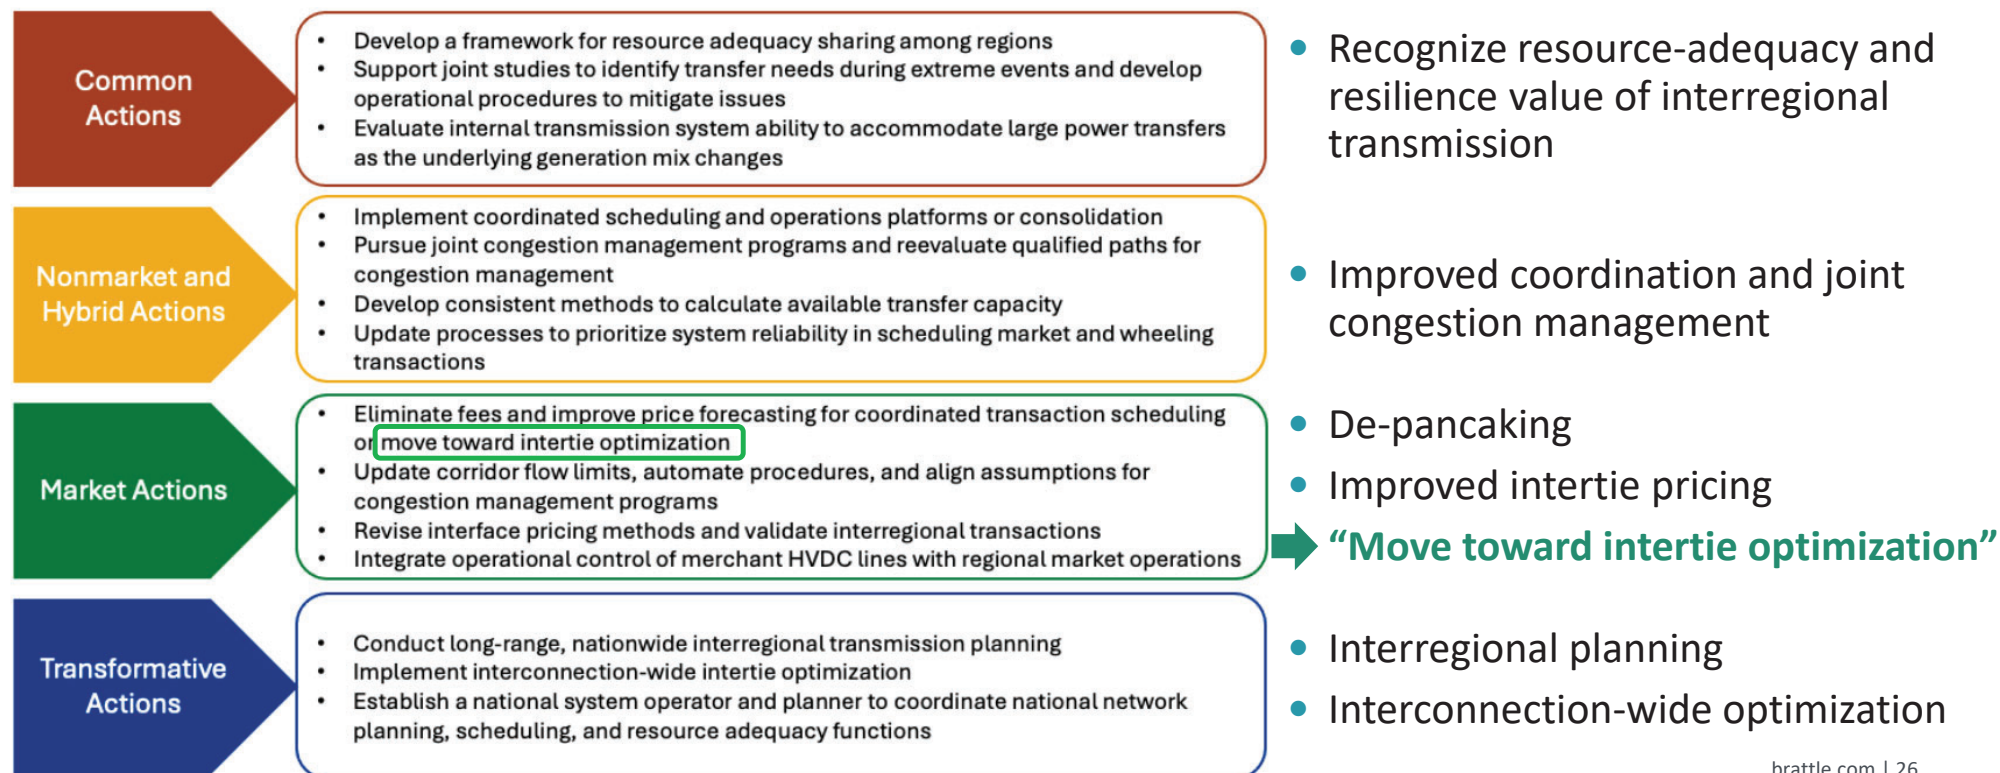 Common
Actions
• Develop a framework for resource adequacy sharing among regions
• Support joint studies to identify transfer needs during extreme events and develop
operational procedures to mitigate issues
• Evaluate internal transmission system ability to accommodate large power transfers
as the underlying generation mix changes
• Recognize resource-adequacy and
resilience value of interregional
transmission
Nonmarket and
Hybrid Actions
• Implement coordinated scheduling and operations platforms or consolidation
• Pursue joint congestion management programs and reevaluate qualified paths for
congestion management
• Develop consistent methods to calculate available transfer capacity
• Update processes to prioritize system reliability in scheduling market and wheeling
transactions
• Improved coordination and joint
congestion management
Market Actions
• Eliminate fees and improve price forecasting for coordinated transaction scheduling
or move toward intertie optimization
• Update corridor flow limits, automate procedures, and align assumptions for
congestion management programs
• Revise interface pricing methods and validate interregional transactions
• Integrate operational control of merchant HVDC lines with regional market operations
• De-pancaking
• Improved intertie pricing
“Move toward intertie optimization”
Transformative
Actions
• Conduct long-range, nationwide interregional transmission planning
• Implement interconnection-wide intertie optimization
• Establish a national system operator and planner to coordinate national network
planning, scheduling, and resource adequacy functions
• Interregional planning
• Interconnection-wide optimization
brattle.com | 26